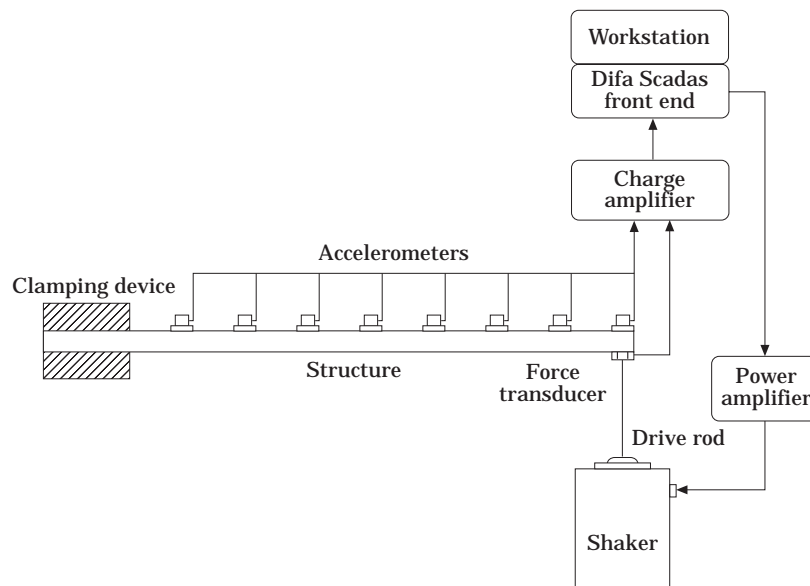 Workstation
Difa Scadas
front end
Charge
amplifier
Accelerometers
Clamping device
Structure
Force
transducer
Power
amplifier
Drive rod
Shaker